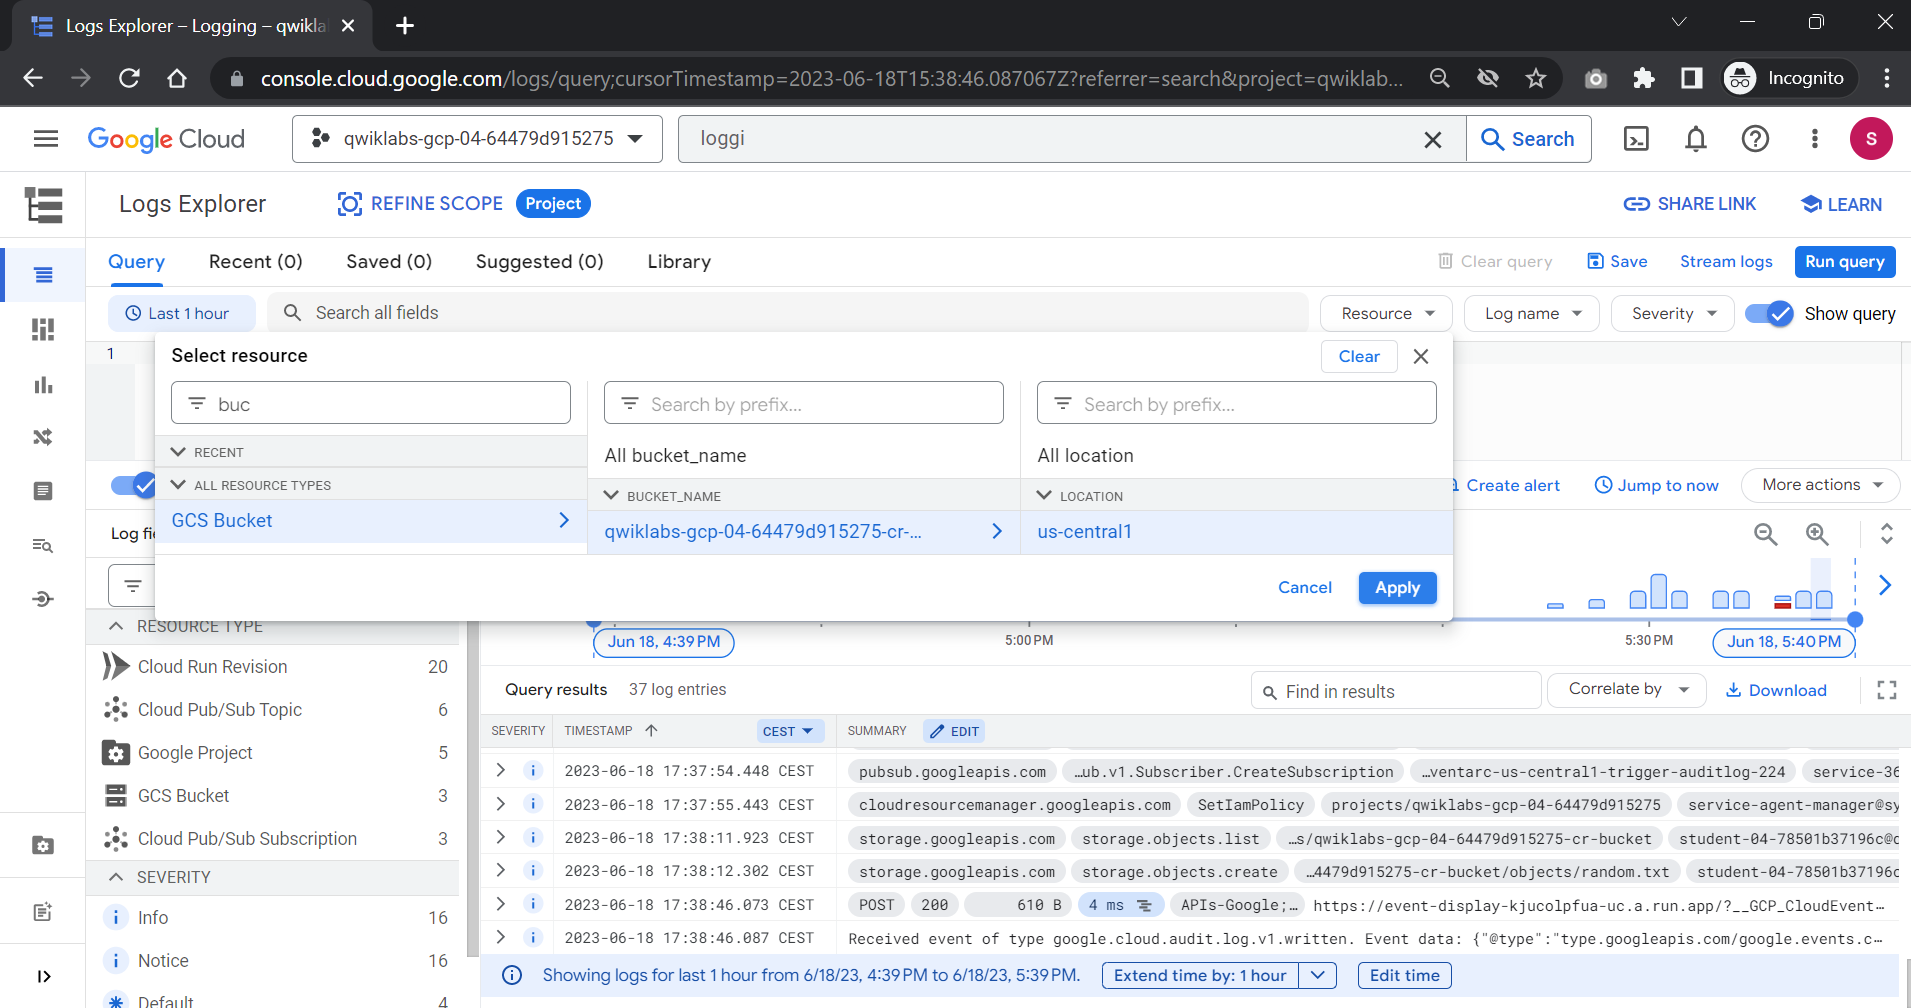 Logs Explorer – Logging – qwikla
console.cloud.google.com/logs/query;cursorTimestamp=2023-06-18T15:38:46.087067Z?referrer=search&project=qwiklab...
Incognito
Google Cloud
qwiklabs-gcp-04-64479d915275
loggi
Search
S
Logs Explorer
REFINE SCOPE
Project
SHARE LINK
LEARN
Query
Recent (0)
Saved (0)
Suggested (0)
Library
Clear query
Save
Stream logs
Run query
Last 1 hour
Search all fields
Resource
Log name
Severity
Show query
1
Select resource
Clear
buc
Search by prefix...
Search by prefix...
RECENT
All bucket_name
All location
ALL RESOURCE TYPES
BUCKET_NAME
LOCATION
GCS Bucket
qwiklabs-gcp-04-64479d915275-cr-...
us-central1
Cancel
Apply
Create alert
Jump to now
More actions
Log fie
Jun 18, 4:39 PM
5:00 PM
5:30 PM
Jun 18, 5:40 PM
RESOURCE TYPE
Cloud Run Revision 20
Cloud Pub/Sub Topic 6
Google Project 5
GCS Bucket 3
Cloud Pub/Sub Subscription 3
SEVERITY
Info 16
Notice 16
Default 4
Query results
37 log entries
Find in results
Correlate by
Download
SEVERITY TIMESTAMP CEST SUMMARY EDIT
2023-06-18 17:37:54.448 CEST pubsub.googleapis.com …ub.v1.Subscriber.CreateSubscription …ventarc-us-central1-trigger-auditlog-224 service-36
2023-06-18 17:37:55.443 CEST cloudresourcemanager.googleapis.com SetIamPolicy projects/qwiklabs-gcp-04-64479d915275 service-agent-manager@sy
2023-06-18 17:38:11.923 CEST storage.googleapis.com storage.objects.list …s/qwiklabs-gcp-04-64479d915275-cr-bucket student-04-78501b37196c@q
2023-06-18 17:38:12.302 CEST storage.googleapis.com storage.objects.create …4479d915275-cr-bucket/objects/random.txt student-04-78501b37196c
2023-06-18 17:38:46.073 CEST POST 200 610 B 4 ms APIs-Google;… https://event-display-kjucolpfua-uc.a.run.app/?__GCP_CloudEvent…
2023-06-18 17:38:46.087 CEST Received event of type google.cloud.audit.log.v1.written. Event data: {"@type":"type.googleapis.com/google.events.c…
Showing logs for last 1 hour from 6/18/23, 4:39 PM to 6/18/23, 5:39 PM.
Extend time by: 1 hour
Edit time